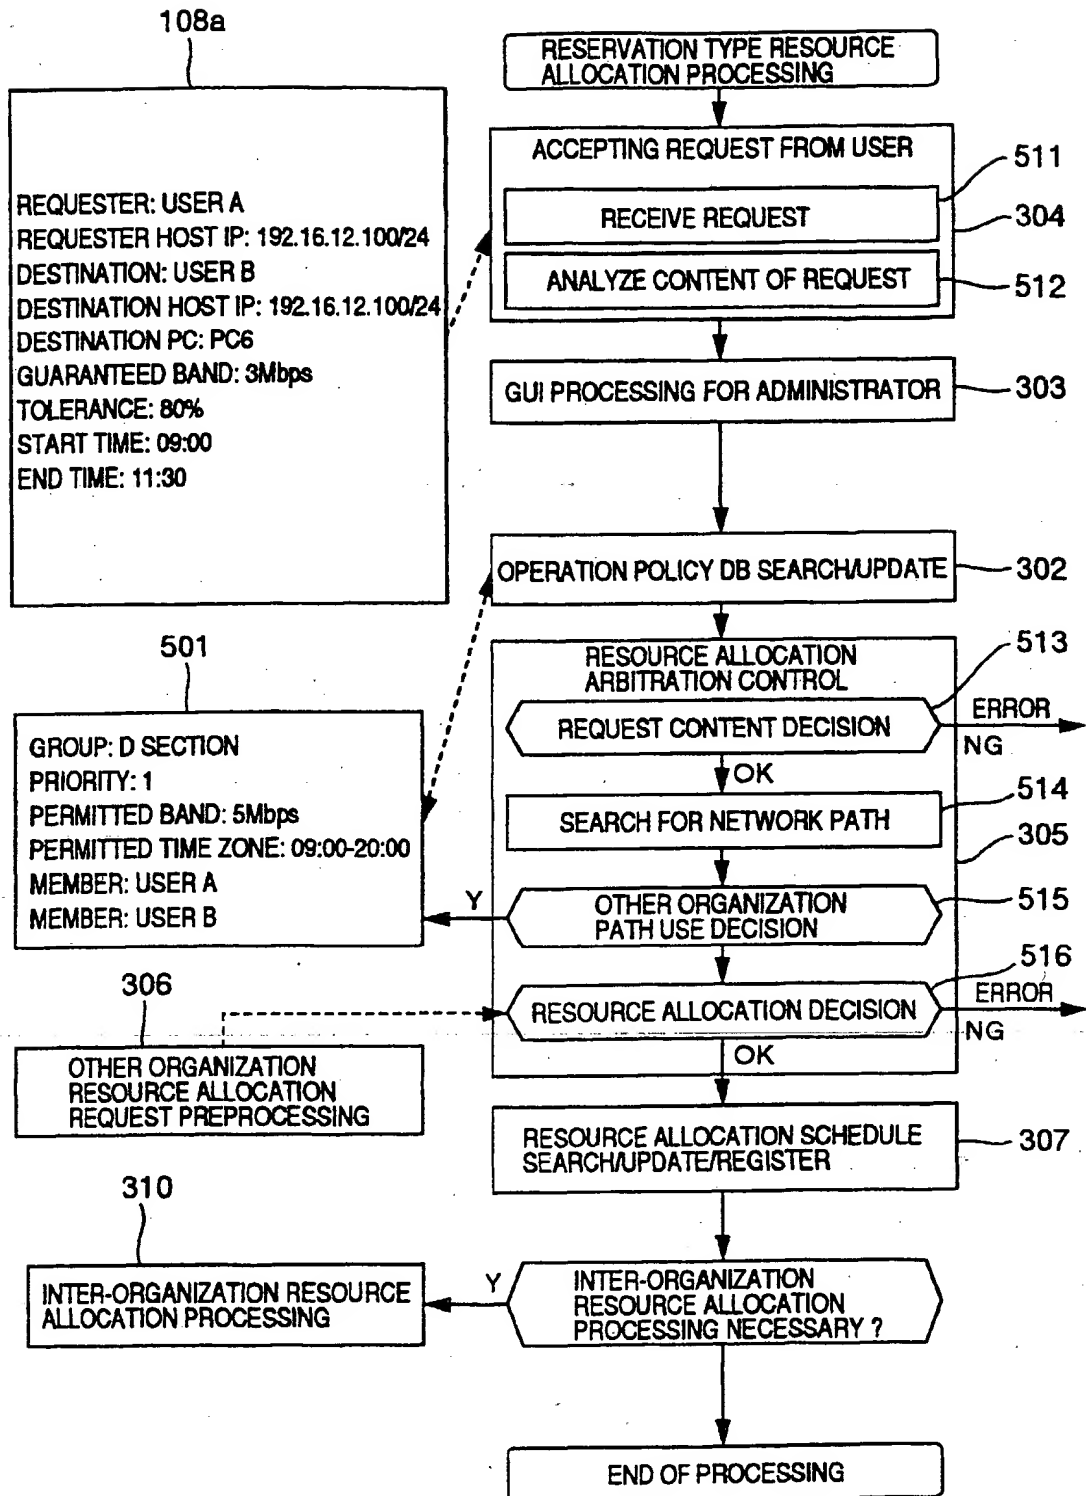 108a
RESERVATION TYPE RESOURCE
ALLOCATION PROCESSING
REQUESTER: USER A
REQUESTER HOST IP: 192.16.12.100/24
DESTINATION: USER B
DESTINATION HOST IP: 192.16.12.100/24
DESTINATION PC: PC6
GUARANTEED BAND: 3Mbps
TOLERANCE: 80%
START TIME: 09:00
END TIME: 11:30
ACCEPTING REQUEST FROM USER
RECEIVE REQUEST
ANALYZE CONTENT OF REQUEST
511
304
512
GUI PROCESSING FOR ADMINISTRATOR
303
OPERATION POLICY DB SEARCH/UPDATE
302
501
GROUP: D SECTION
PRIORITY: 1
PERMITTED BAND: 5Mbps
PERMITTED TIME ZONE: 09:00-20:00
MEMBER: USER A
MEMBER: USER B
RESOURCE ALLOCATION
ARBITRATION CONTROL
513
REQUEST CONTENT DECISION
ERROR
NG
OK
514
SEARCH FOR NETWORK PATH
305
Y
OTHER ORGANIZATION
PATH USE DECISION
515
516
RESOURCE ALLOCATION DECISION
ERROR
NG
OK
306
OTHER ORGANIZATION
RESOURCE ALLOCATION
REQUEST PREPROCESSING
RESOURCE ALLOCATION SCHEDULE
SEARCH/UPDATE/REGISTER
307
310
INTER-ORGANIZATION RESOURCE
ALLOCATION PROCESSING
Y
INTER-ORGANIZATION
RESOURCE ALLOCATION
PROCESSING NECESSARY ?
END OF PROCESSING